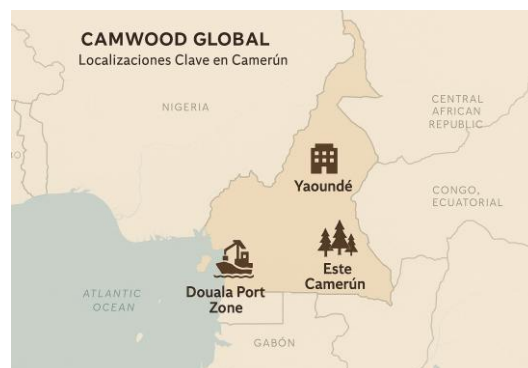 CAMWOOD GLOBAL
Localizaciones Clave en Camerún
NIGERIA
CENTRAL
AFRICAN
REPUBLIC
Yaoundé
CONGO,
ECUATORIAL
Este
Camerún
Douala Port
Zone
ATLANTIC
OCEAN
GABÓN